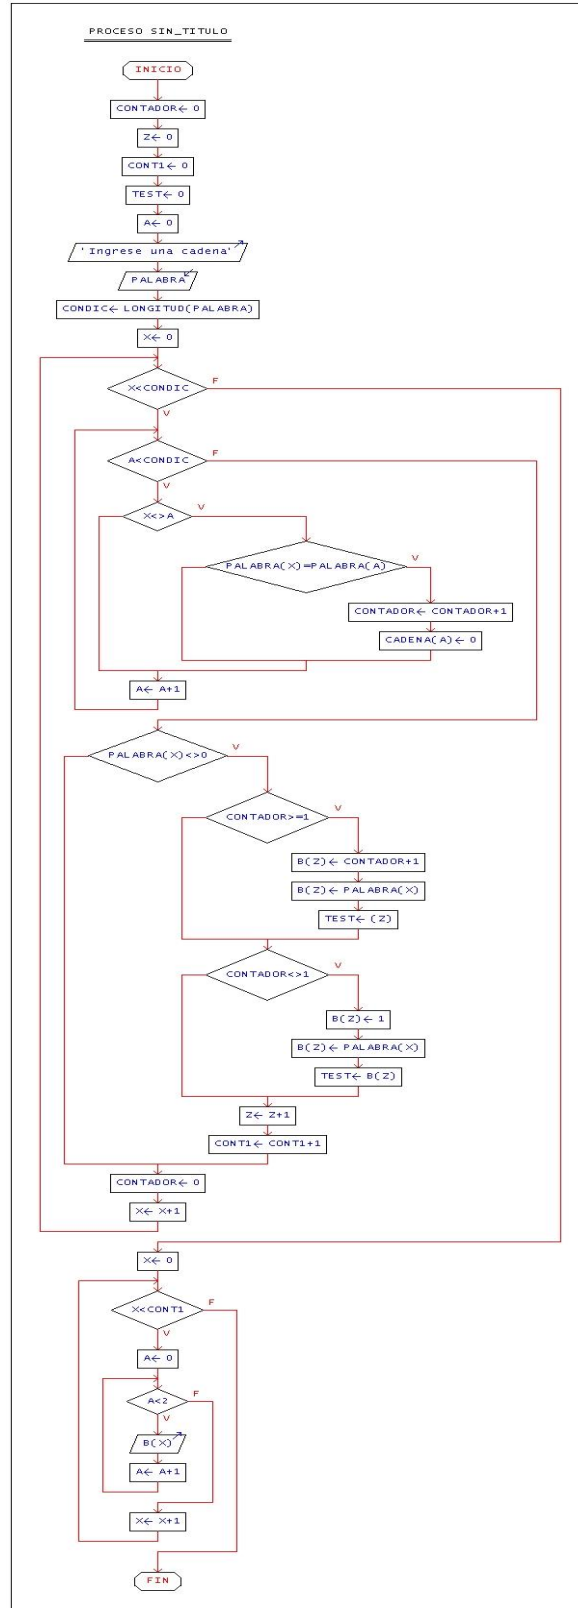 PROCESO SIN_TITULO
INICIO
CONTADOR← 0
Z← 0
CONT1← 0
TEST← 0
A← 0
'Ingrese una cadena'
PALABRA
CONDIC← LONGITUD(PALABRA)
X← 0
X<CONDIC
F
V
A<CONDIC
F
V
X<>A
V
PALABRA(X)=PALABRA(A)
V
CONTADOR← CONTADOR+1
CADENA(A)← 0
A← A+1
PALABRA(X)<>0
V
CONTADOR>=1
V
B(Z)← CONTADOR+1
B(Z)← PALABRA(X)
TEST← (Z)
CONTADOR<>1
V
B(Z)← 1
B(Z)← PALABRA(X)
TEST← B(Z)
Z← Z+1
CONT1← CONT1+1
CONTADOR← 0
X← X+1
X← 0
X<CONT1
F
V
A← 0
A<2
F
V
B(X)
A← A+1
X← X+1
FIN